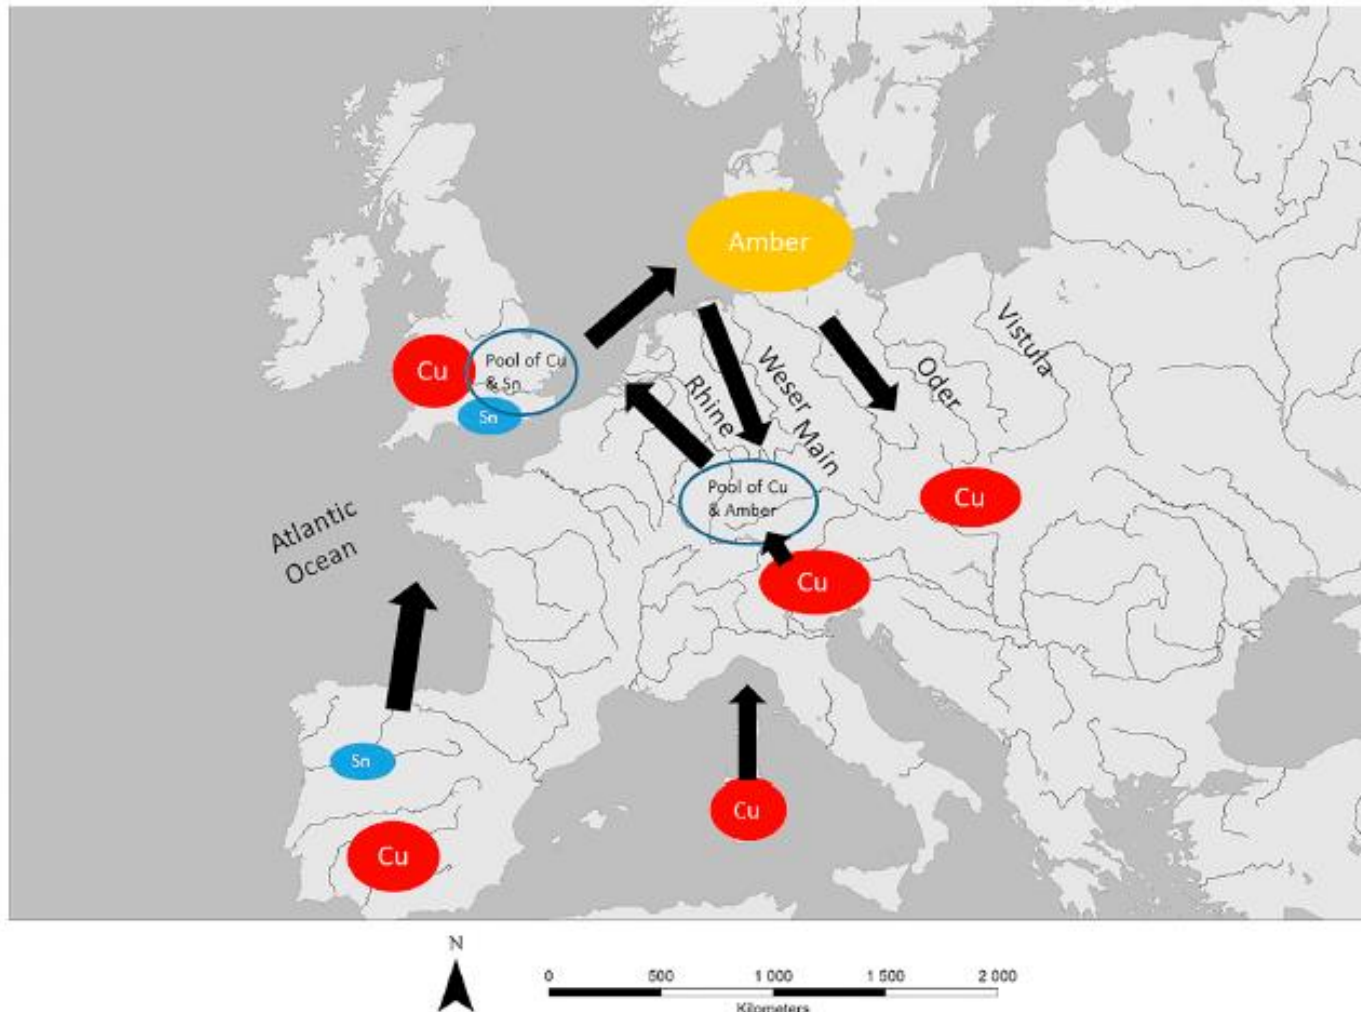 Amber
Vistula
Cu
Pool of Cu
& Sn
Sn
Weser
Oder
Rhine
Main
Pool of Cu
& Amber
Cu
Atlantic
Ocean
Cu
Sn
Cu
Cu
N
0 500 1 000 1 500 2 000
Kilometers